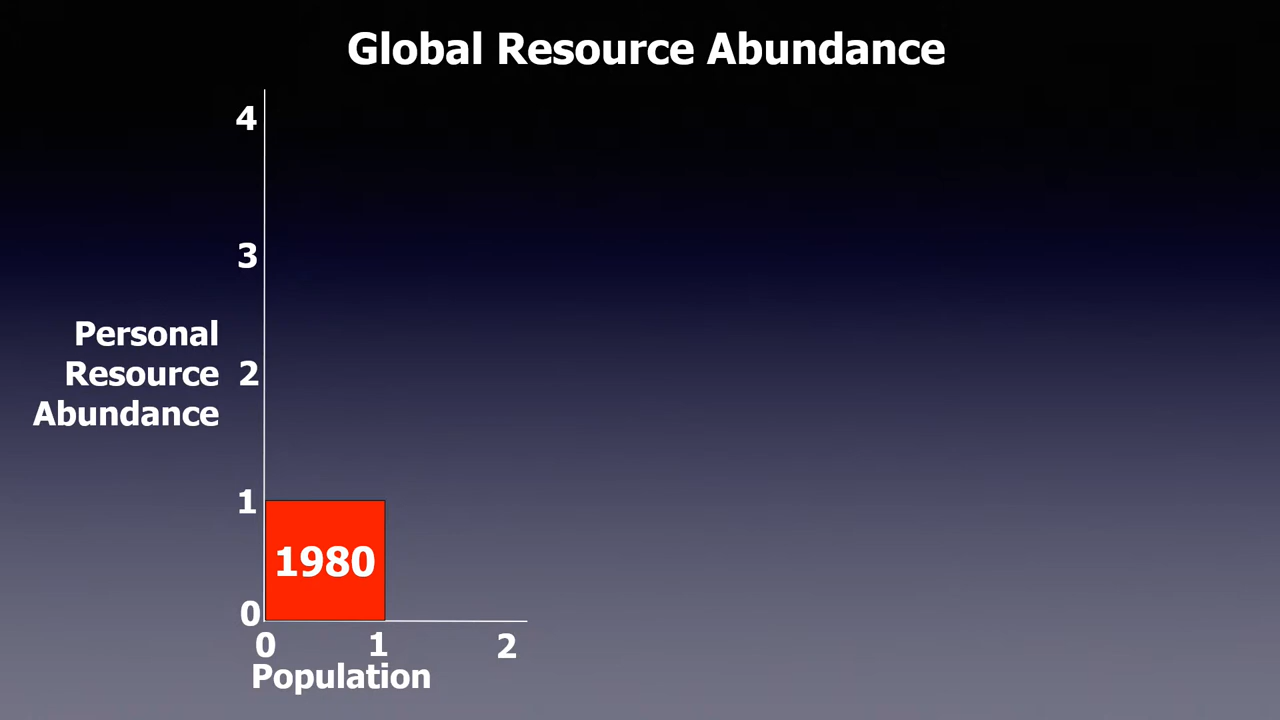 Global Resource Abundance
4
3
Personal
Resource
Abundance
2
1
1980
0
0 1 2
Population